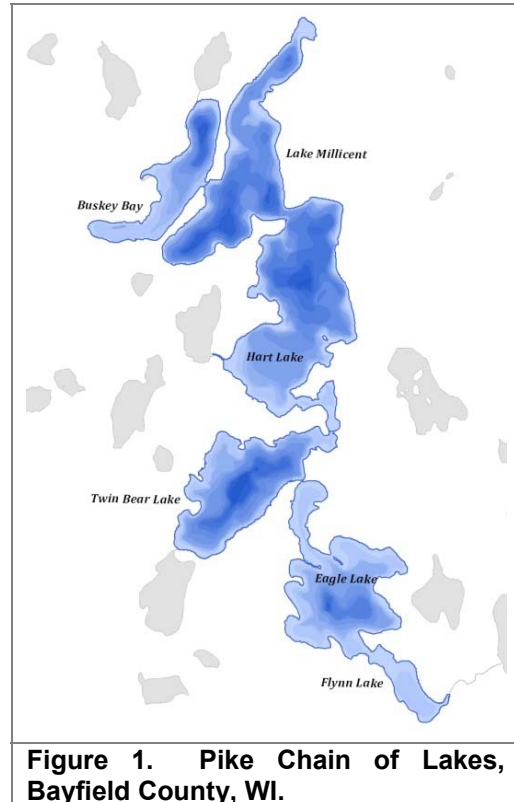 Lake Millicent
Buskey Bay
Hart Lake
Twin Bear Lake
Eagle Lake
Flynn Lake
Figure 1. Pike Chain of Lakes,
Bayfield County, WI.